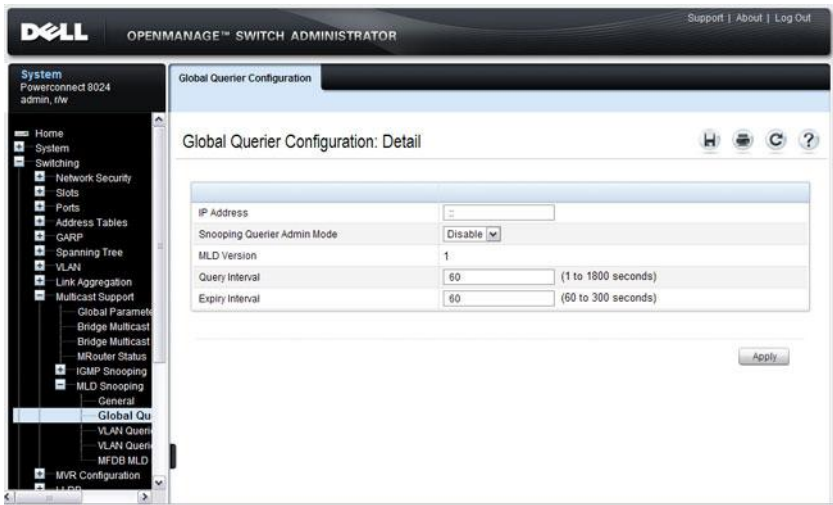 Support | About | Log Out
DELL
OPENMANAGE™ SWITCH ADMINISTRATOR
System
Powerconnect 8024
admin, r/w
Global Querier Configuration
Home
System
Switching
Network Security
Slots
Ports
Address Tables
GARP
Spanning Tree
VLAN
Link Aggregation
Multicast Support
Global Paramete
Bridge Multicast
Bridge Multicast
MRouter Status
IGMP Snooping
MLD Snooping
General
Global Qu
VLAN Queri
VLAN Queri
MFDB MLD
MVR Configuration
Global Querier Configuration: Detail
IP Address ::
Snooping Querier Admin Mode Disable
MLD Version 1
Query Interval 60 (1 to 1800 seconds)
Expiry Interval 60 (60 to 300 seconds)
Apply